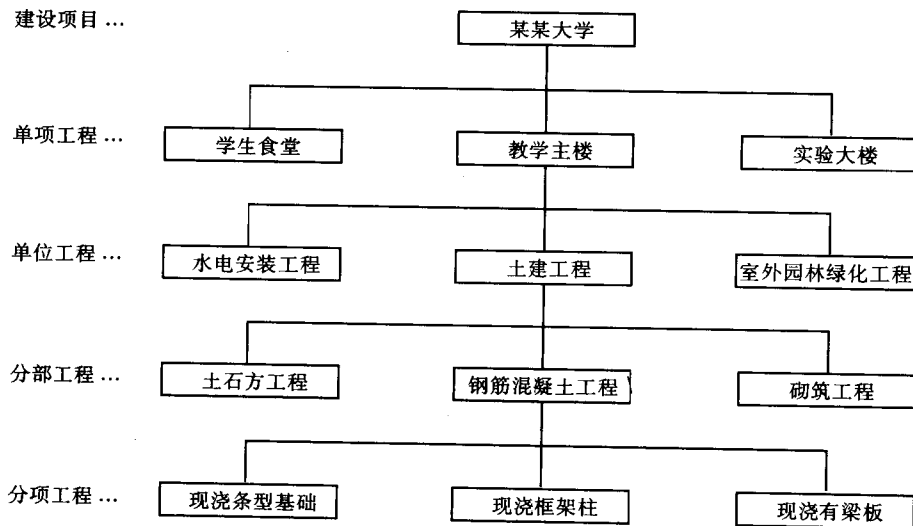 建设项目…
某某大学
单项工程…
学生食堂
教学主楼
实验大楼
单位工程…
水电安装工程
土建工程
室外园林绿化工程
分部工程…
土石方工程
钢筋混凝土工程
砌筑工程
分项工程…
现浇条型基础
现浇框架柱
现浇有梁板